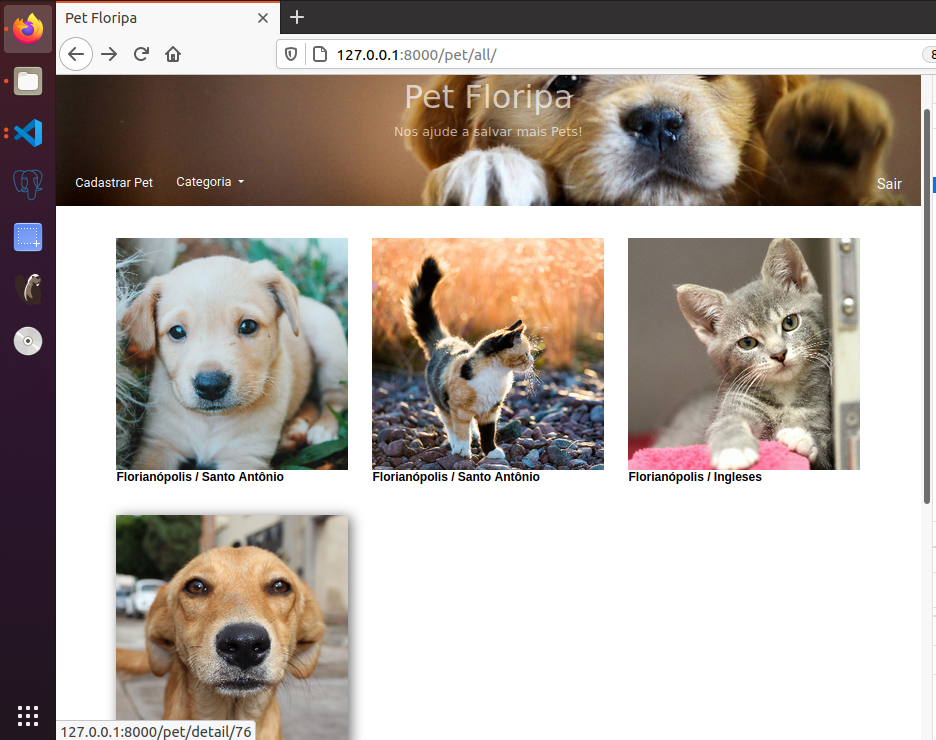 Pet Floripa
127.0.0.1:8000/pet/all/
8
Pet Floripa
Nos ajude a salvar mais Pets!
Cadastrar Pet
Categoria
Sair
Florianópolis / Santo Antônio
Florianópolis / Santo Antônio
Florianópolis / Ingleses
127.0.0.1:8000/pet/detail/76